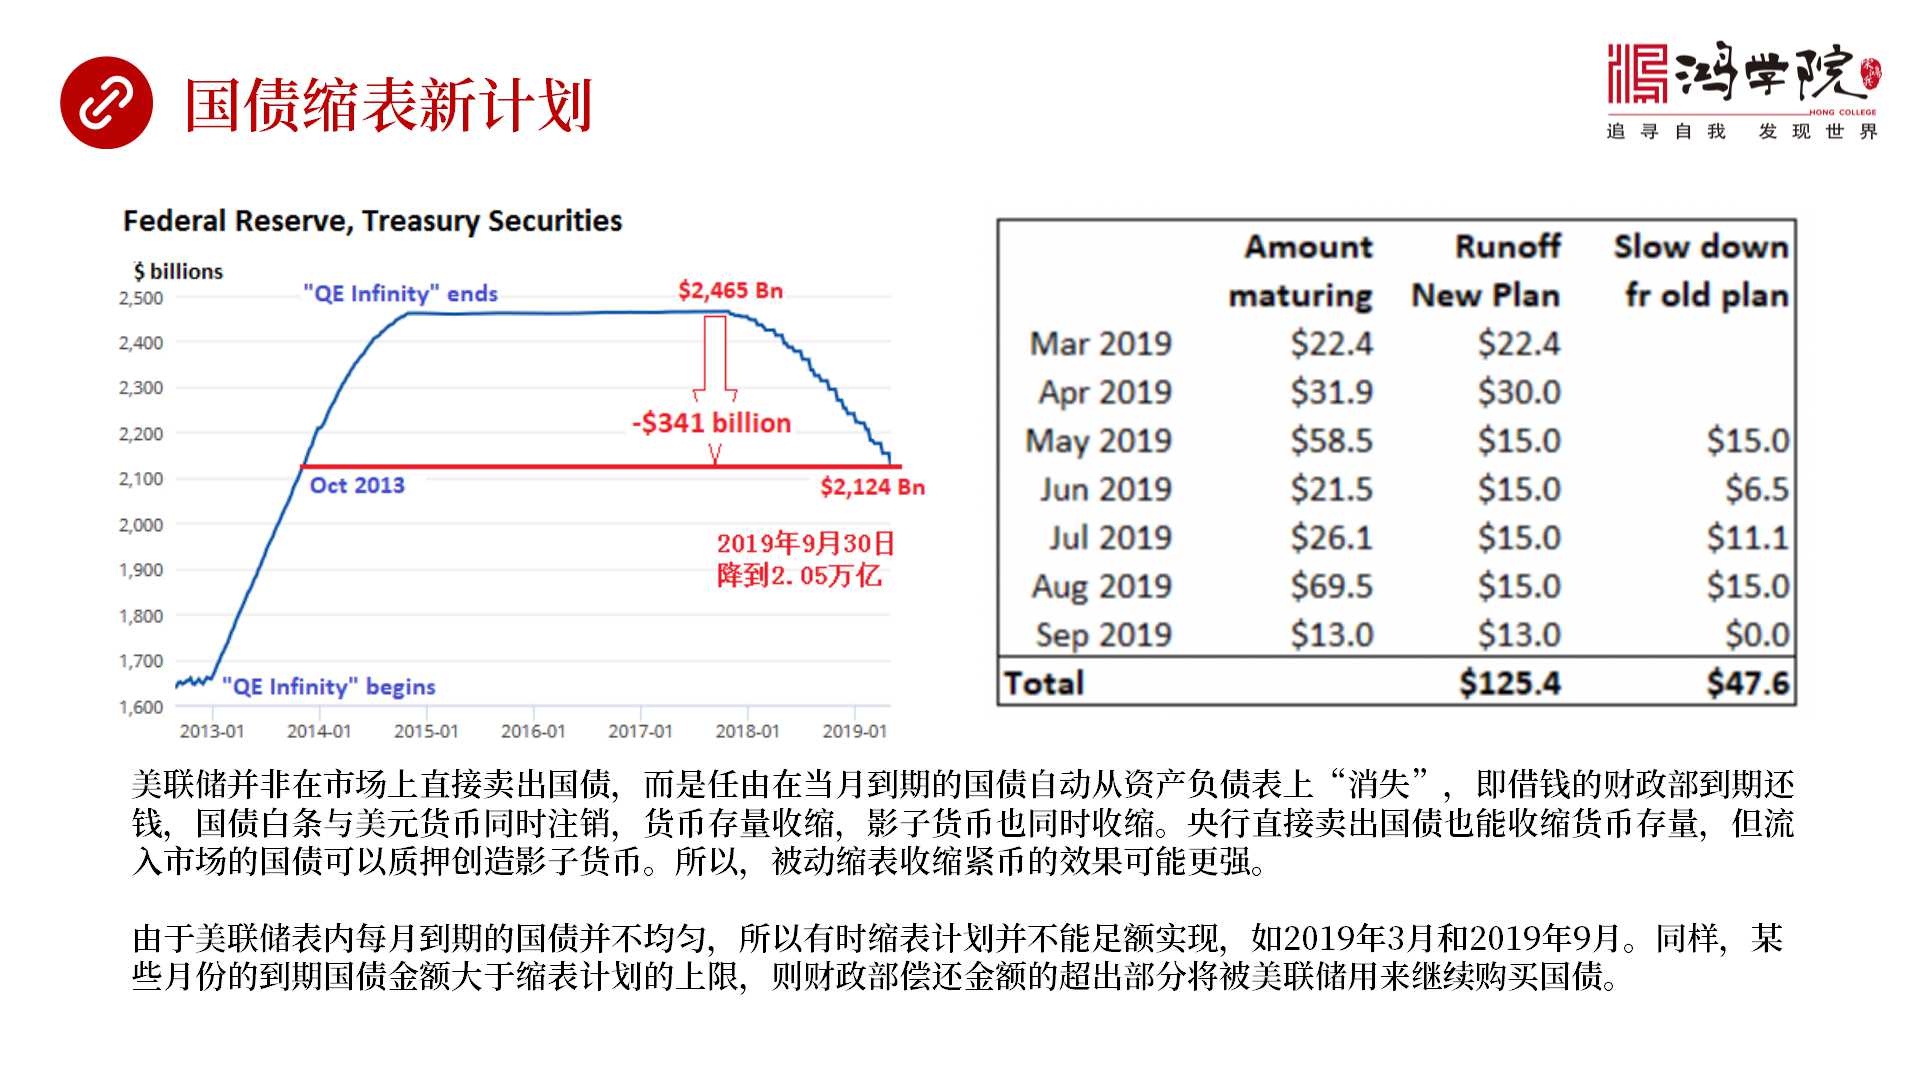 国债缩表新计划
鸿学院
HONG COLLEGE
追寻自我 发现世界
Federal Reserve, Treasury Securities
$ billions
2,500
2,400
2,300
2,200
2,100
2,000
1,900
1,800
1,700
1,600
"QE Infinity" ends
$2,465 Bn
-$341 billion
Oct 2013
$2,124 Bn
2019年9月30日
降到2.05万亿
"QE Infinity" begins
2013-01 2014-01 2015-01 2016-01 2017-01 2018-01 2019-01
Amount Runoff Slow down
maturing New Plan fr old plan
Mar 2019 $22.4 $22.4
Apr 2019 $31.9 $30.0
May 2019 $58.5 $15.0 $15.0
Jun 2019 $21.5 $15.0 $6.5
Jul 2019 $26.1 $15.0 $11.1
Aug 2019 $69.5 $15.0 $15.0
Sep 2019 $13.0 $13.0 $0.0
Total $125.4 $47.6
美联储并非在市场上直接卖出国债，而是任由在当月到期的国债自动从资产负债表上“消失”，即借钱的财政部到期还
钱，国债白条与美元货币同时注销，货币存量收缩，影子货币也同时收缩。央行直接卖出国债也能收缩货币存量，但流
入市场的国债可以质押创造影子货币。所以，被动缩表收缩紧币的效果可能更强。
由于美联储表内每月到期的国债并不均匀，所以有时缩表计划并不能足额实现，如2019年3月和2019年9月。同样，某
些月份的到期国债金额大于缩表计划的上限，则财政部偿还金额的超出部分将被美联储用来继续购买国债。